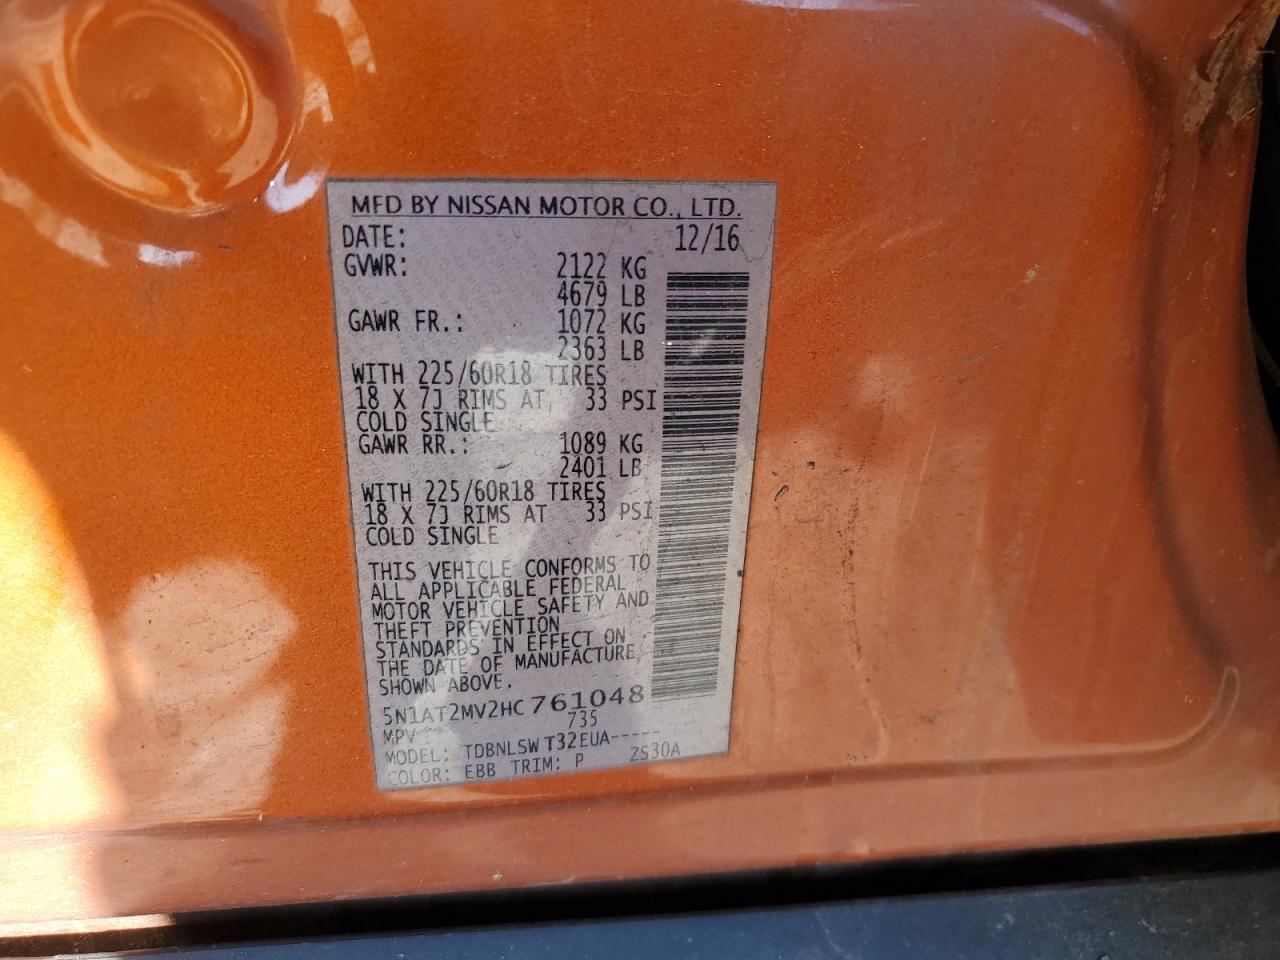 MFD BY NISSAN MOTOR CO., LTD.
DATE: 12/16
GVWR: 2122 KG
4679 LB
GAWR FR.: 1072 KG
2363 LB
WITH 225/60R18 TIRES
18 X 7J RIMS AT 33 PSI
COLD SINGLE
GAWR RR.: 1089 KG
2401 LB
WITH 225/60R18 TIRES
18 X 7J RIMS AT 33 PSI
COLD SINGLE
THIS VEHICLE CONFORMS TO
ALL APPLICABLE FEDERAL
MOTOR VEHICLE SAFETY AND
THEFT PREVENTION
STANDARDS IN EFFECT ON
THE DATE OF MANUFACTURE
SHOWN ABOVE.
5N1AT2MV2HC761048
MPV 735
MODEL: TDBNLSWT32EUA-----
COLOR: EBB TRIM: P ZS30A